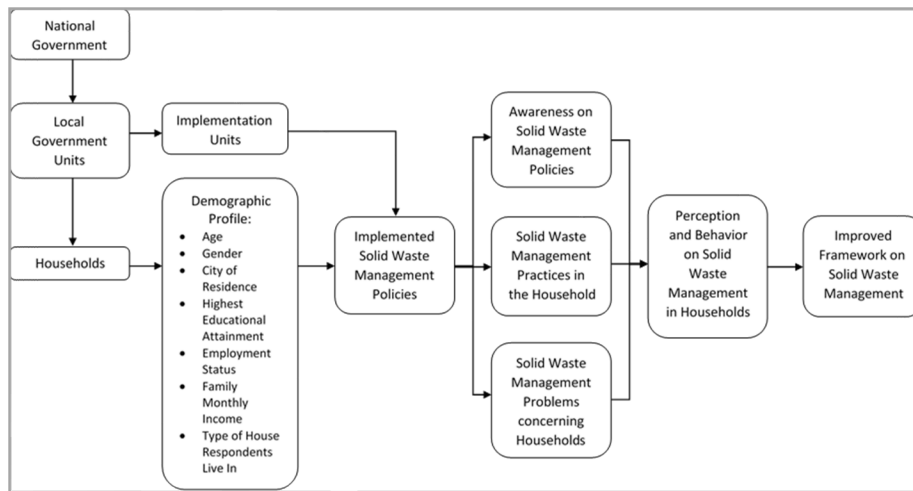 National
Government
Local
Government
Units
Implementation
Units
Households
Demographic
Profile:
• Age
• Gender
• City of
Residence
• Highest
Educational
Attainment
• Employment
Status
• Family
Monthly
Income
• Type of House
Respondents
Live In
Implemented
Solid Waste
Management
Policies
Awareness on
Solid Waste
Management
Policies
Solid Waste
Management
Practices in
the Household
Solid Waste
Management
Problems
concerning
Households
Perception
and Behavior
on Solid
Waste
Management
in Households
Improved
Framework on
Solid Waste
Management